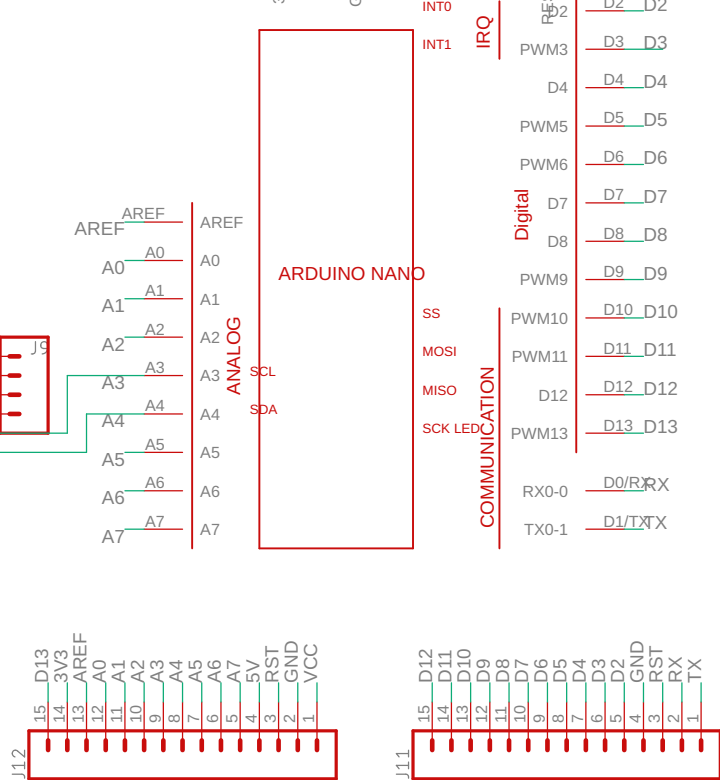 INT0
INT1
IRQ
D2 D2 D2
PWM3 D3 D3
D4 D4 D4
PWM5 D5 D5
PWM6 D6 D6
D7 D7 D7
D8 D8 D8
PWM9 D9 D9
PWM10 D10 D10
PWM11 D11 D11
D12 D12 D12
PWM13 D13 D13
RX0-0 D0/RX RX
TX0-1 D1/TX TX
Digital
COMMUNICATION
ARDUINO NANO
SS
MOSI
MISO
SCK LED
SCL
SDA
ANALOG
AREF AREF AREF
A0 A0 A0
A1 A1 A1
A2 A2 A2
A3 A3 A3
A4 A4 A4
A5 A5 A5
A6 A6 A6
A7 A7 A7
J9
D13 3V3 AREF A0 A1 A2 A3 A4 A5 A6 A7 5V RST GND VCC
15 14 13 12 11 10 9 8 7 6 5 4 3 2 1
J12
D12 D11 D10 D9 D8 D7 D6 D5 D4 D3 D2 GND RST RX TX
15 14 13 12 11 10 9 8 7 6 5 4 3 2 1
J11